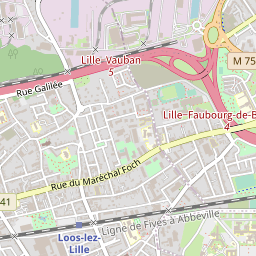 Lille Vauban
5
M 75
Rue Galilée
Lille-Faubourg-de-B
4
Rue du Maréchal Foch
41
Ligne de Fives à Abbeville
Loos-lez-
Lille